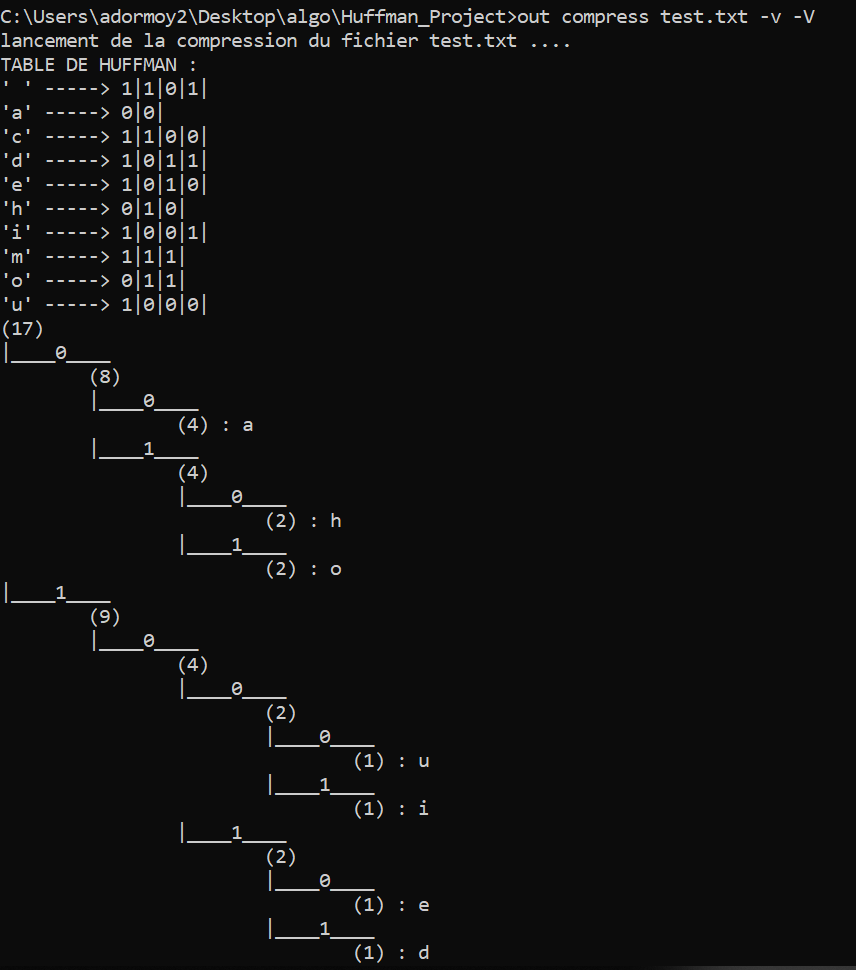 C:\Users\adormoy2\Desktop\algo\Huffman_Project>out compress test.txt -v -V
lancement de la compression du fichier test.txt ....
TABLE DE HUFFMAN :
' ' -----> 1|1|0|1|
'a' -----> 0|0|
'c' -----> 1|1|0|0|
'd' -----> 1|0|1|1|
'e' -----> 1|0|1|0|
'h' -----> 0|1|0|
'i' -----> 1|0|0|1|
'm' -----> 1|1|1|
'o' -----> 0|1|1|
'u' -----> 1|0|0|0|
(17)
|____0____
(8)
|____0____
(4) : a
|____1____
(4)
|____0____
(2) : h
|____1____
(2) : o
|____1____
(9)
|____0____
(4)
|____0____
(2)
|____0____
(1) : u
|____1____
(1) : i
|____1____
(2)
|____0____
(1) : e
|____1____
(1) : d